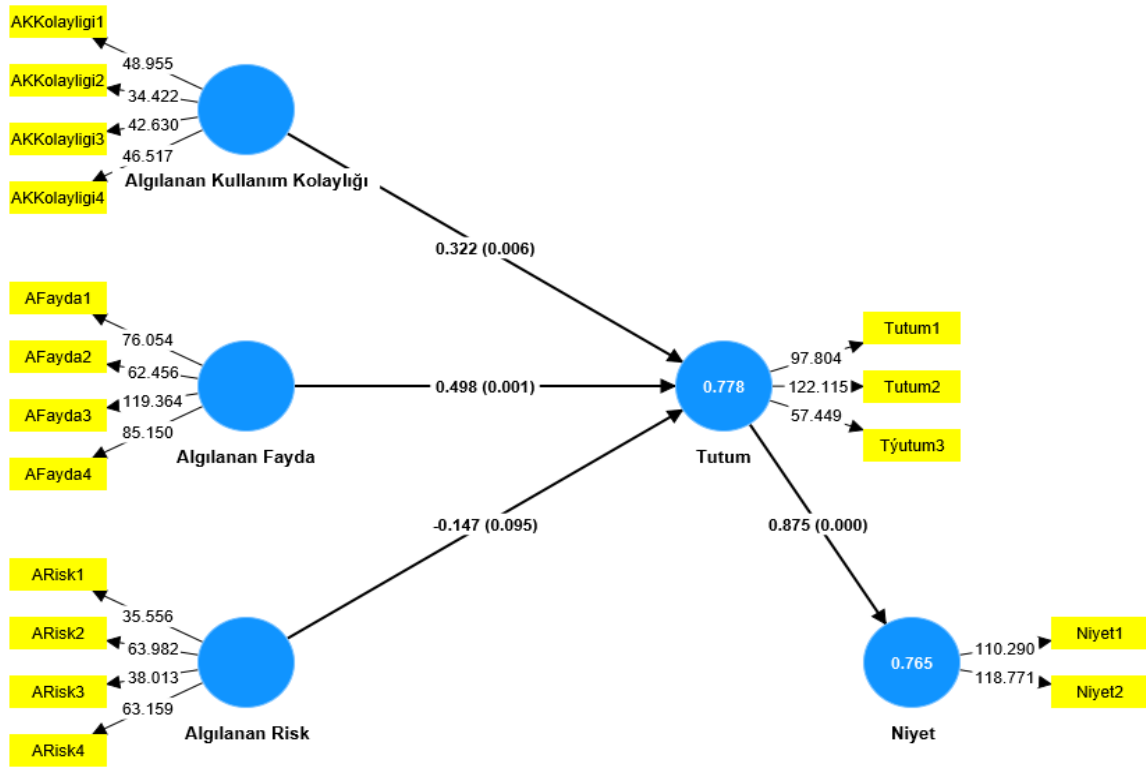 AKKolayligi1
AKKolayligi2
AKKolayligi3
AKKolayligi4
48.955
34.422
42.630
46.517
Algılanan Kullanım Kolaylığı
0.322 (0.006)
AFayda1
AFayda2
AFayda3
AFayda4
76.054
62.456
119.364
85.150
Algılanan Fayda
0.498 (0.001)
ARisk1
ARisk2
ARisk3
ARisk4
35.556
63.982
38.013
63.159
Algılanan Risk
-0.147 (0.095)
0.778
Tutum
97.804
122.115
57.449
Tutum1
Tutum2
Týutum3
0.875 (0.000)
0.765
Niyet
110.290
118.771
Niyet1
Niyet2